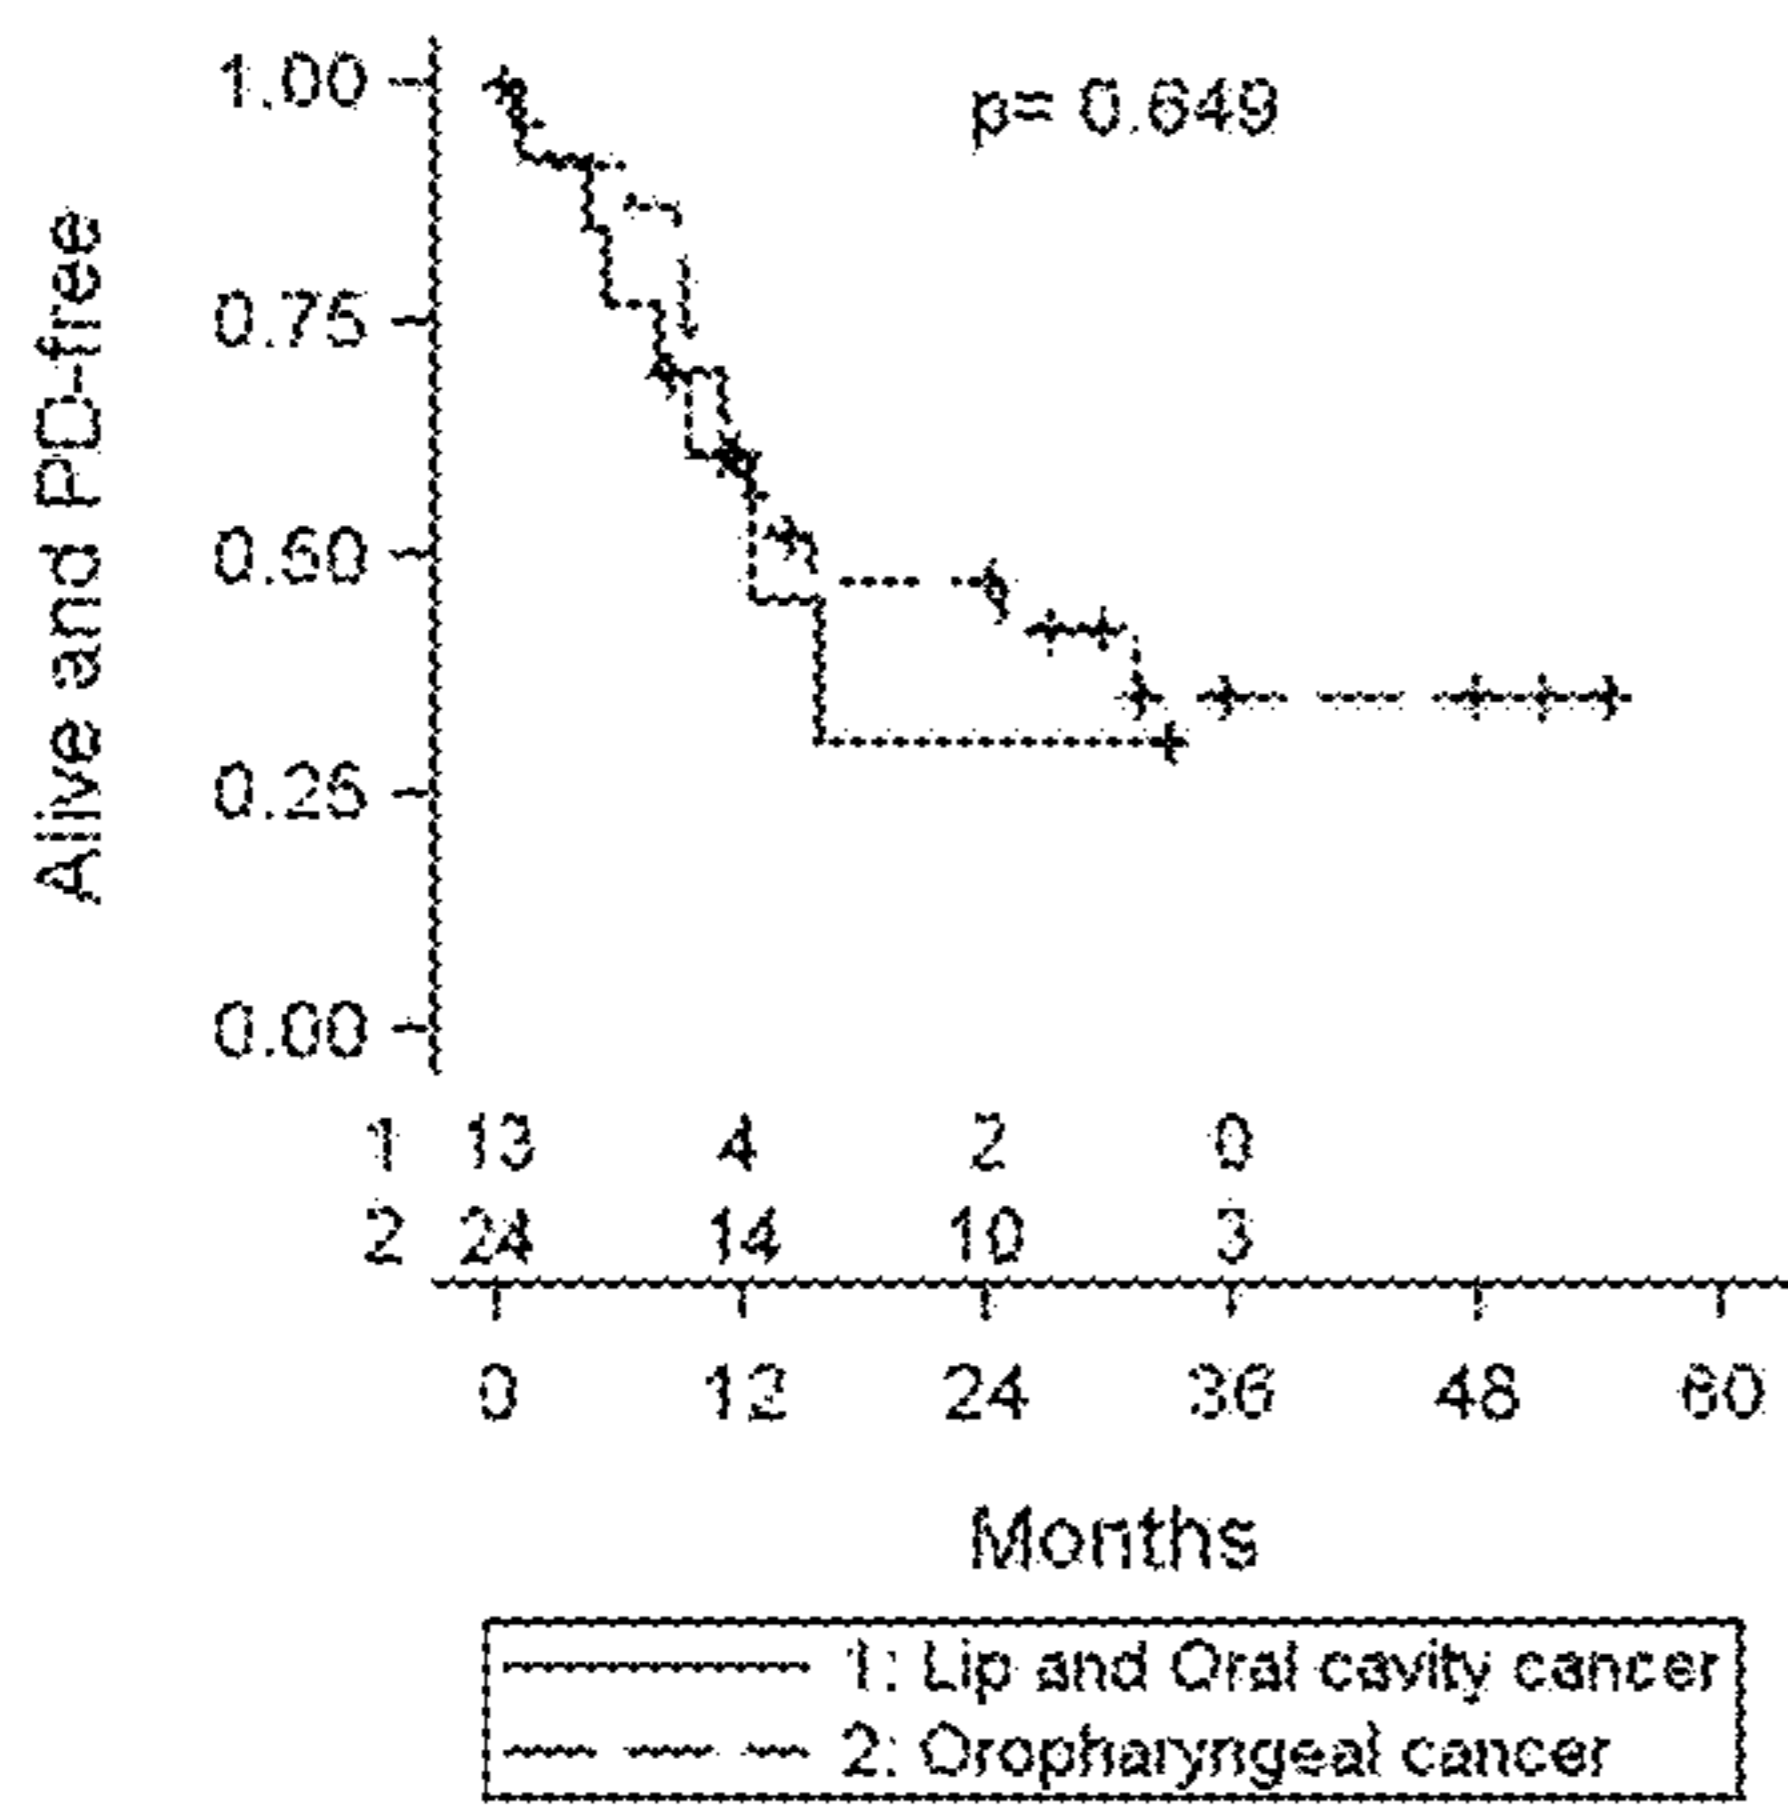 p= 0.649
Alive and PD-free
1.00
0.75
0.50
0.25
0.00
1 13 4 2 0
2 24 14 10 3
0 12 24 36 48 60
Months
1: Lip and Oral cavity cancer
2: Oropharyngeal cancer